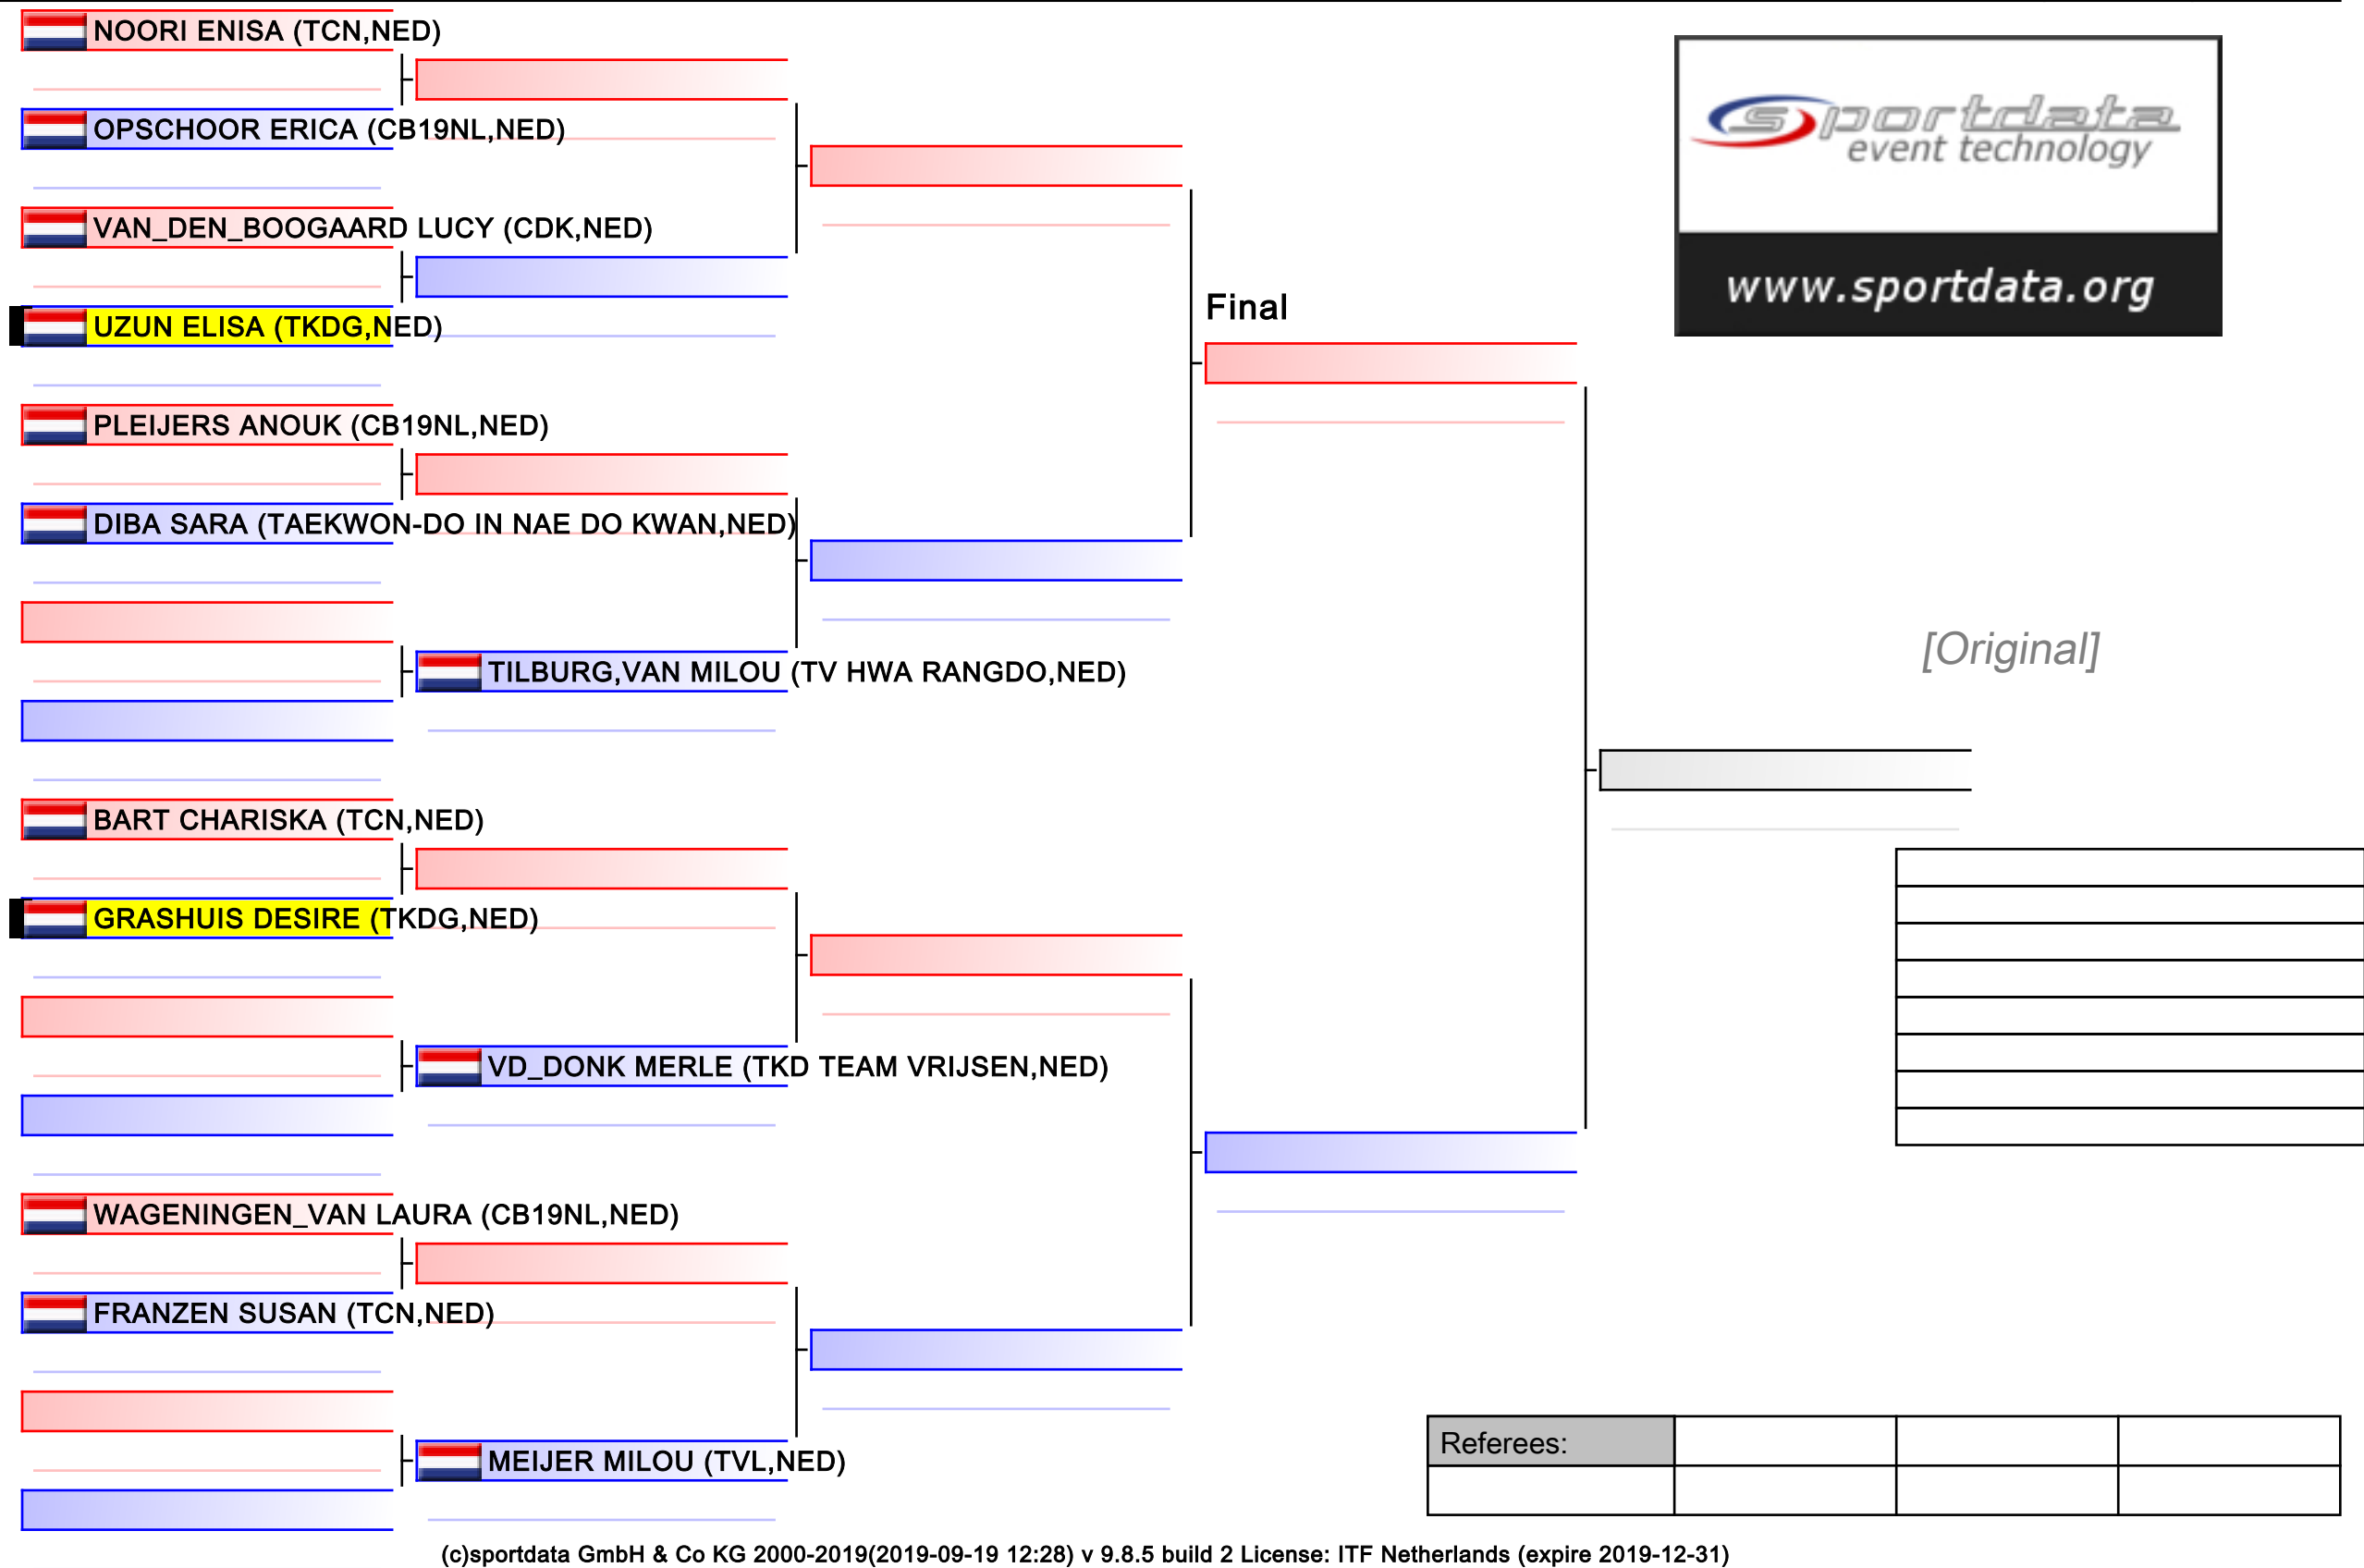 NOORI ENISA (TCN,NED)
OPSCHOOR ERICA (CB19NL,NED)
VAN_DEN_BOOGAARD LUCY (CDK,NED)
UZUN ELISA (TKDG,NED)
PLEIJERS ANOUK (CB19NL,NED)
DIBA SARA (TAEKWON-DO IN NAE DO KWAN,NED)
TILBURG,VAN MILOU (TV HWA RANGDO,NED)
BART CHARISKA (TCN,NED)
GRASHUIS DESIRE (TKDG,NED)
VD_DONK MERLE (TKD TEAM VRIJSEN,NED)
WAGENINGEN_VAN LAURA (CB19NL,NED)
FRANZEN SUSAN (TCN,NED)
MEIJER MILOU (TVL,NED)
Final
sportdata
event technology
www.sportdata.org
[Original]
Referees:
(c)sportdata GmbH & Co KG 2000-2019(2019-09-19 12:28) v 9.8.5 build 2 License: ITF Netherlands (expire 2019-12-31)